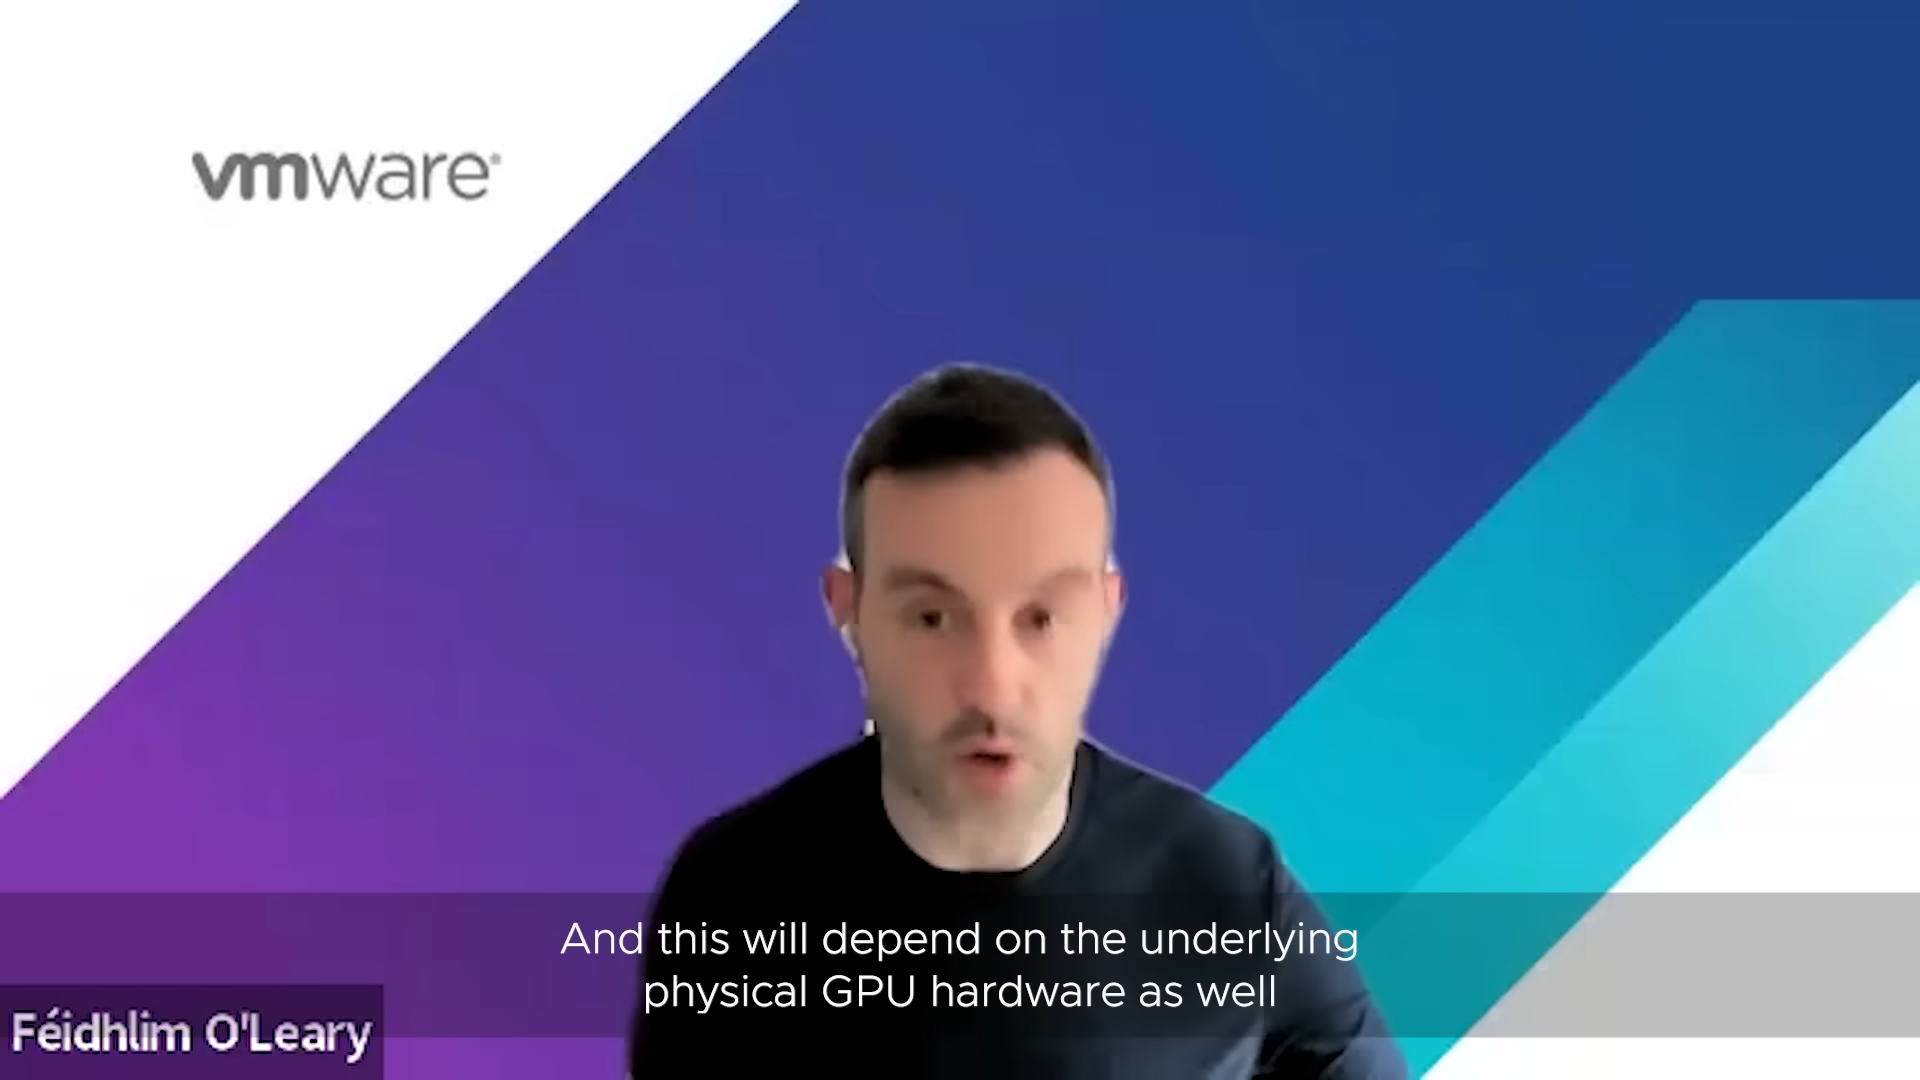 vmware®
And this will depend on the underlying
physical GPU hardware as well
Féidhlim O'Leary